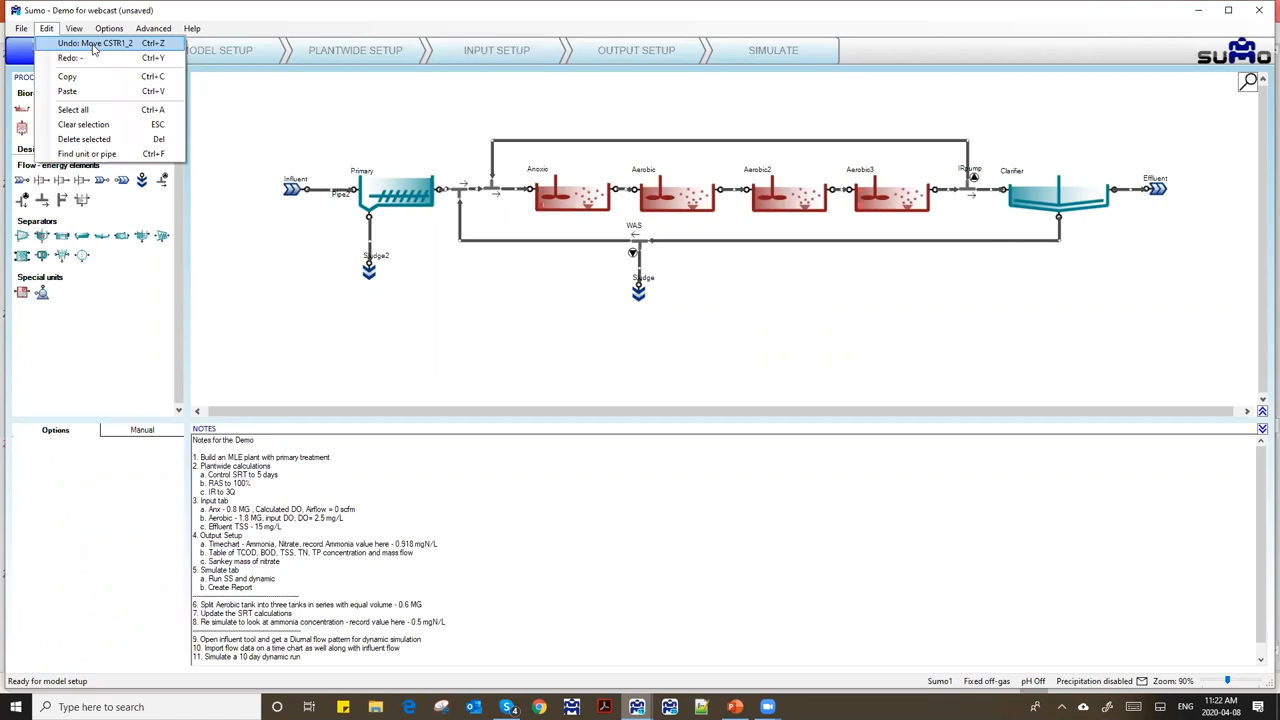 Sumo - Demo for webcast (unsaved)
File Edit View Options Advanced Help
Undo: Move CSTR1_2 Ctrl+Z
Redo: - Ctrl+Y
Copy Ctrl+C
Paste Ctrl+V
Select all Ctrl+A
Clear selection ESC
Delete selected Del
Find unit or pipe Ctrl+F
ODEL SETUP PLANTWIDE SETUP INPUT SETUP OUTPUT SETUP SIMULATE
SUMO
PROC
Bior
Desi
Flow - energy elements
Separators
Special units
Influent
Pipe2
Primary
Sludge2
Anoxic
Aerobic
Aerobic2
Aerobic3
IRpump
Clarifier
Effluent
WAS
Sludge
Options Manual
NOTES
Notes for the Demo
1. Build an MLE plant with primary treatment
2. Plantwide calculations
a. Control SRT to 5 days
b. RAS to 100%
c. IR to 3Q
3. Input tab
a. Anx - 0.8 MG , Calculated DO, Airflow = 0 scfm
b. Aerobic - 1.8 MG, input DO, DO= 2.5 mg/L
c. Effluent TSS - 15 mg/L
4. Output Setup
a. Timechart - Ammonia, Nitrate, record Ammonia value here - 0.918 mgN/L
b. Table of TCOD, BOD, TSS, TN, TP concentration and mass flow
c. Sankey mass of nitrate
5. Simulate tab
a. Run SS and dynamic
b. Create Report
------------------------------------
6. Split Aerobic tank into three tanks in series with equal volume - 0.6 MG
7. Update the SRT calculations
8. Re simulate to look at ammonia concentration - record value here - 0.5 mgN/L
------------------------------------
9. Open influent tool and get a Diurnal flow pattern for dynamic simulation
10. Import flow data on a time chart as well along with influent flow
11. Simulate a 10 day dynamic run
Ready for model setup
Sumo1 Fixed off-gas pH Off Precipitation disabled Zoom: 90%
Type here to search
11:22 AM
2020-04-08